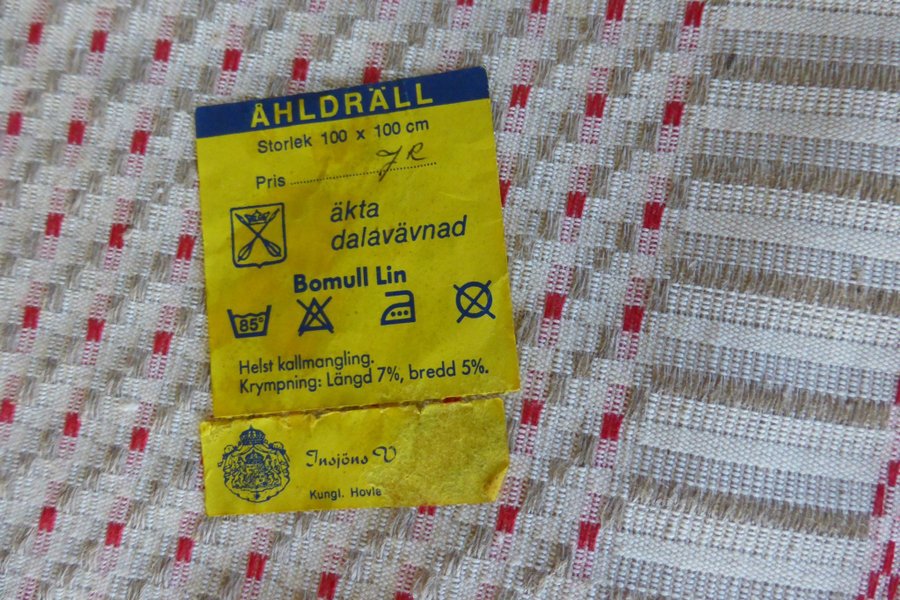 ÅHLDRÄLL
Storlek 100 x 100 cm
Pris
äkta
dalavävnad
Bomull Lin
85°
Helst kallmangling.
Krympning: Längd 7%, bredd 5%.
Insjöns V
Kungl. Hovle